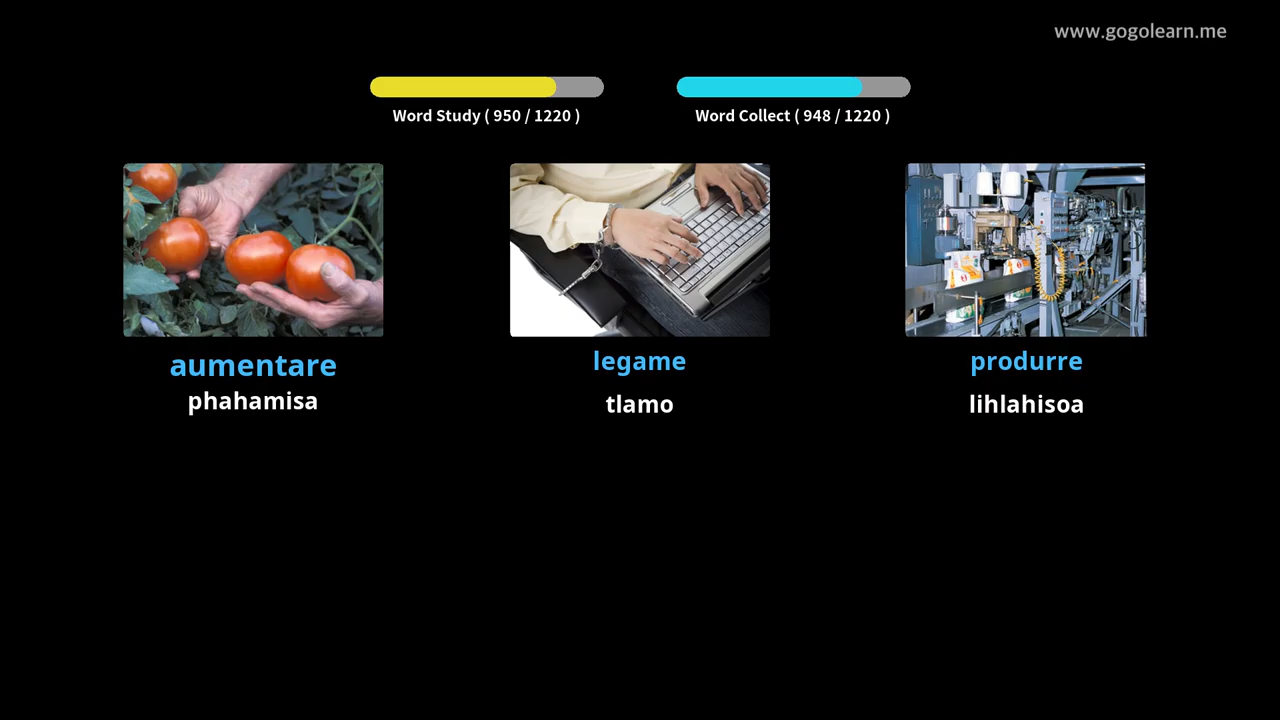 www.gogolearn.me
Word Study ( 950 / 1220 )
Word Collect ( 948 / 1220 )
aumentare
phahamisa
legame
tlamo
produrre
lihlahisoa